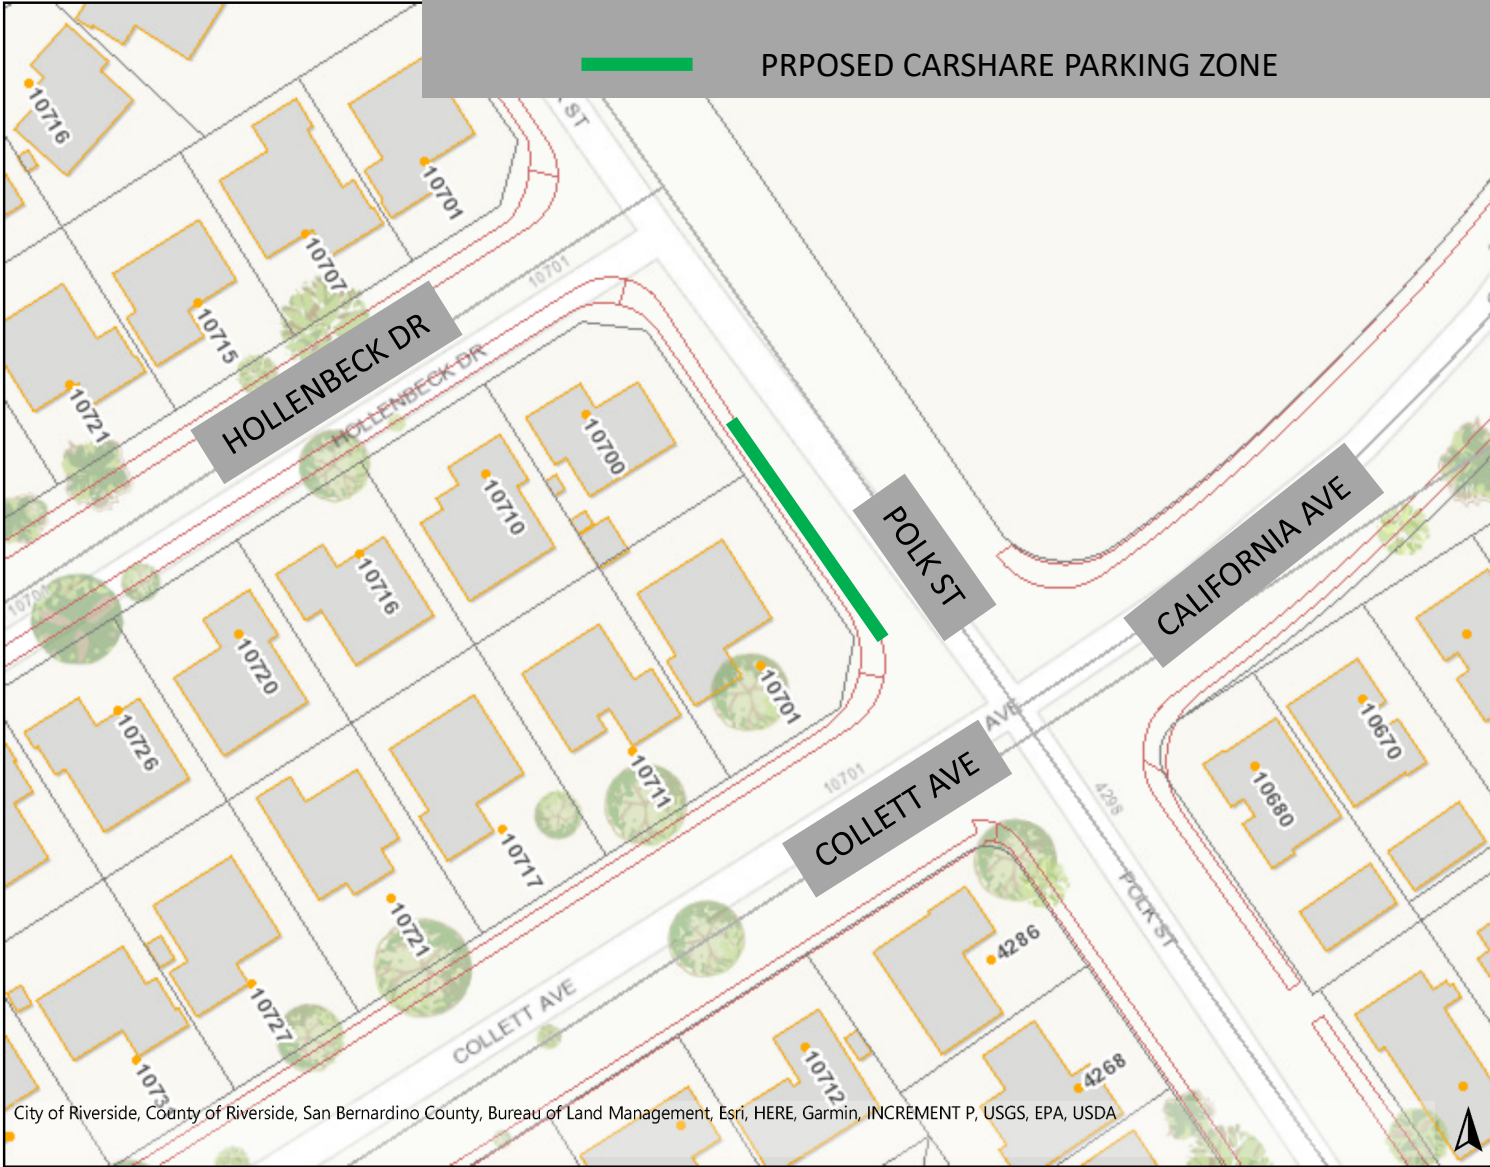 PRPOSED CARSHARE PARKING ZONE
ST
10716
10701
10707
10701
10715
HOLLENBECK DR
HOLLENBECK DR
10721
10700
10710
POLK ST
CALIFORNIA AVE
10716
10701
10720
10701
10726
10711
AVE
10670
10701
COLLETT AVE
10680
4298
10717
POLK ST
10721
4286
10727
COLLETT AVE
1073
10712
4268
City of Riverside, County of Riverside, San Bernardino County, Bureau of Land Management, Esri, HERE, Garmin, INCREMENT P, USGS, EPA, USDA